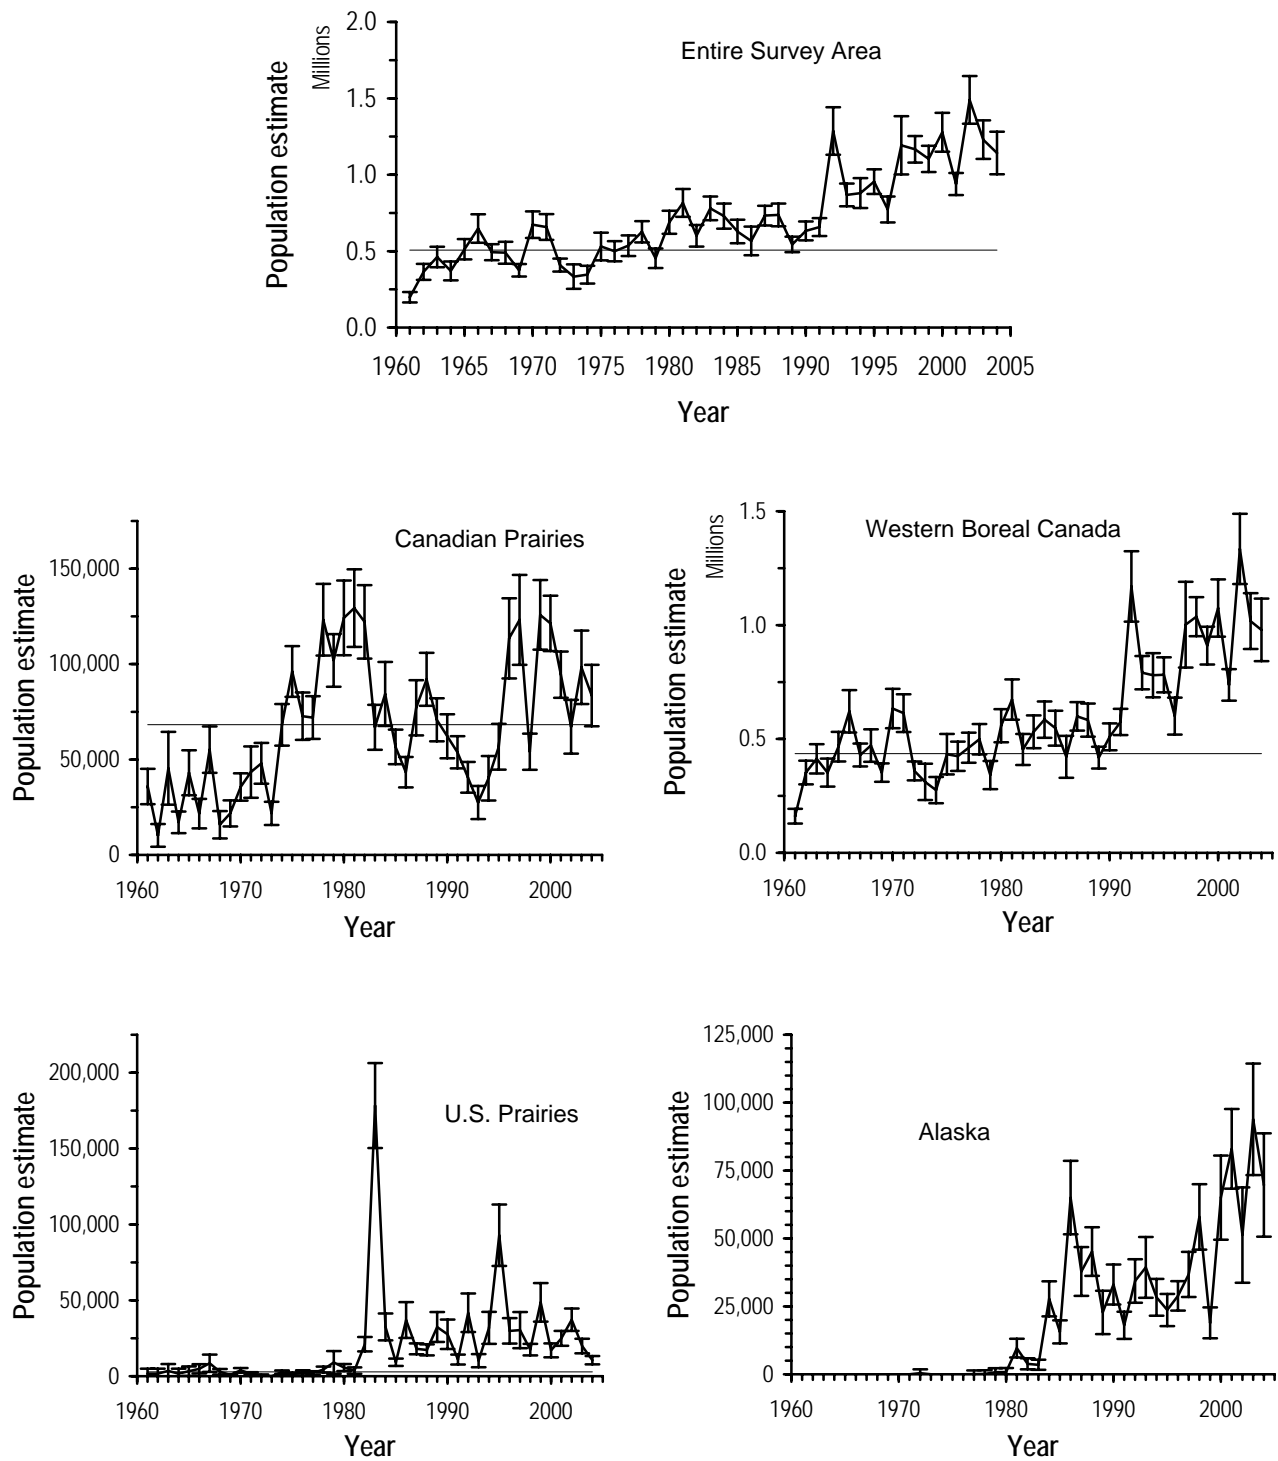 Entire Survey Area
Population estimate
Millions
2.0
1.5
1.0
0.5
0.0
1960 1965 1970 1975 1980 1985 1990 1995 2000 2005
Year
Canadian Prairies
Population estimate
150,000
100,000
50,000
0
1960 1970 1980 1990 2000
Year
Western Boreal Canada
Population estimate
Millions
1.5
1.0
0.5
0.0
1960 1970 1980 1990 2000
Year
U.S. Prairies
Population estimate
200,000
150,000
100,000
50,000
0
1960 1970 1980 1990 2000
Year
Alaska
Population estimate
125,000
100,000
75,000
50,000
25,000
0
1960 1970 1980 1990 2000
Year